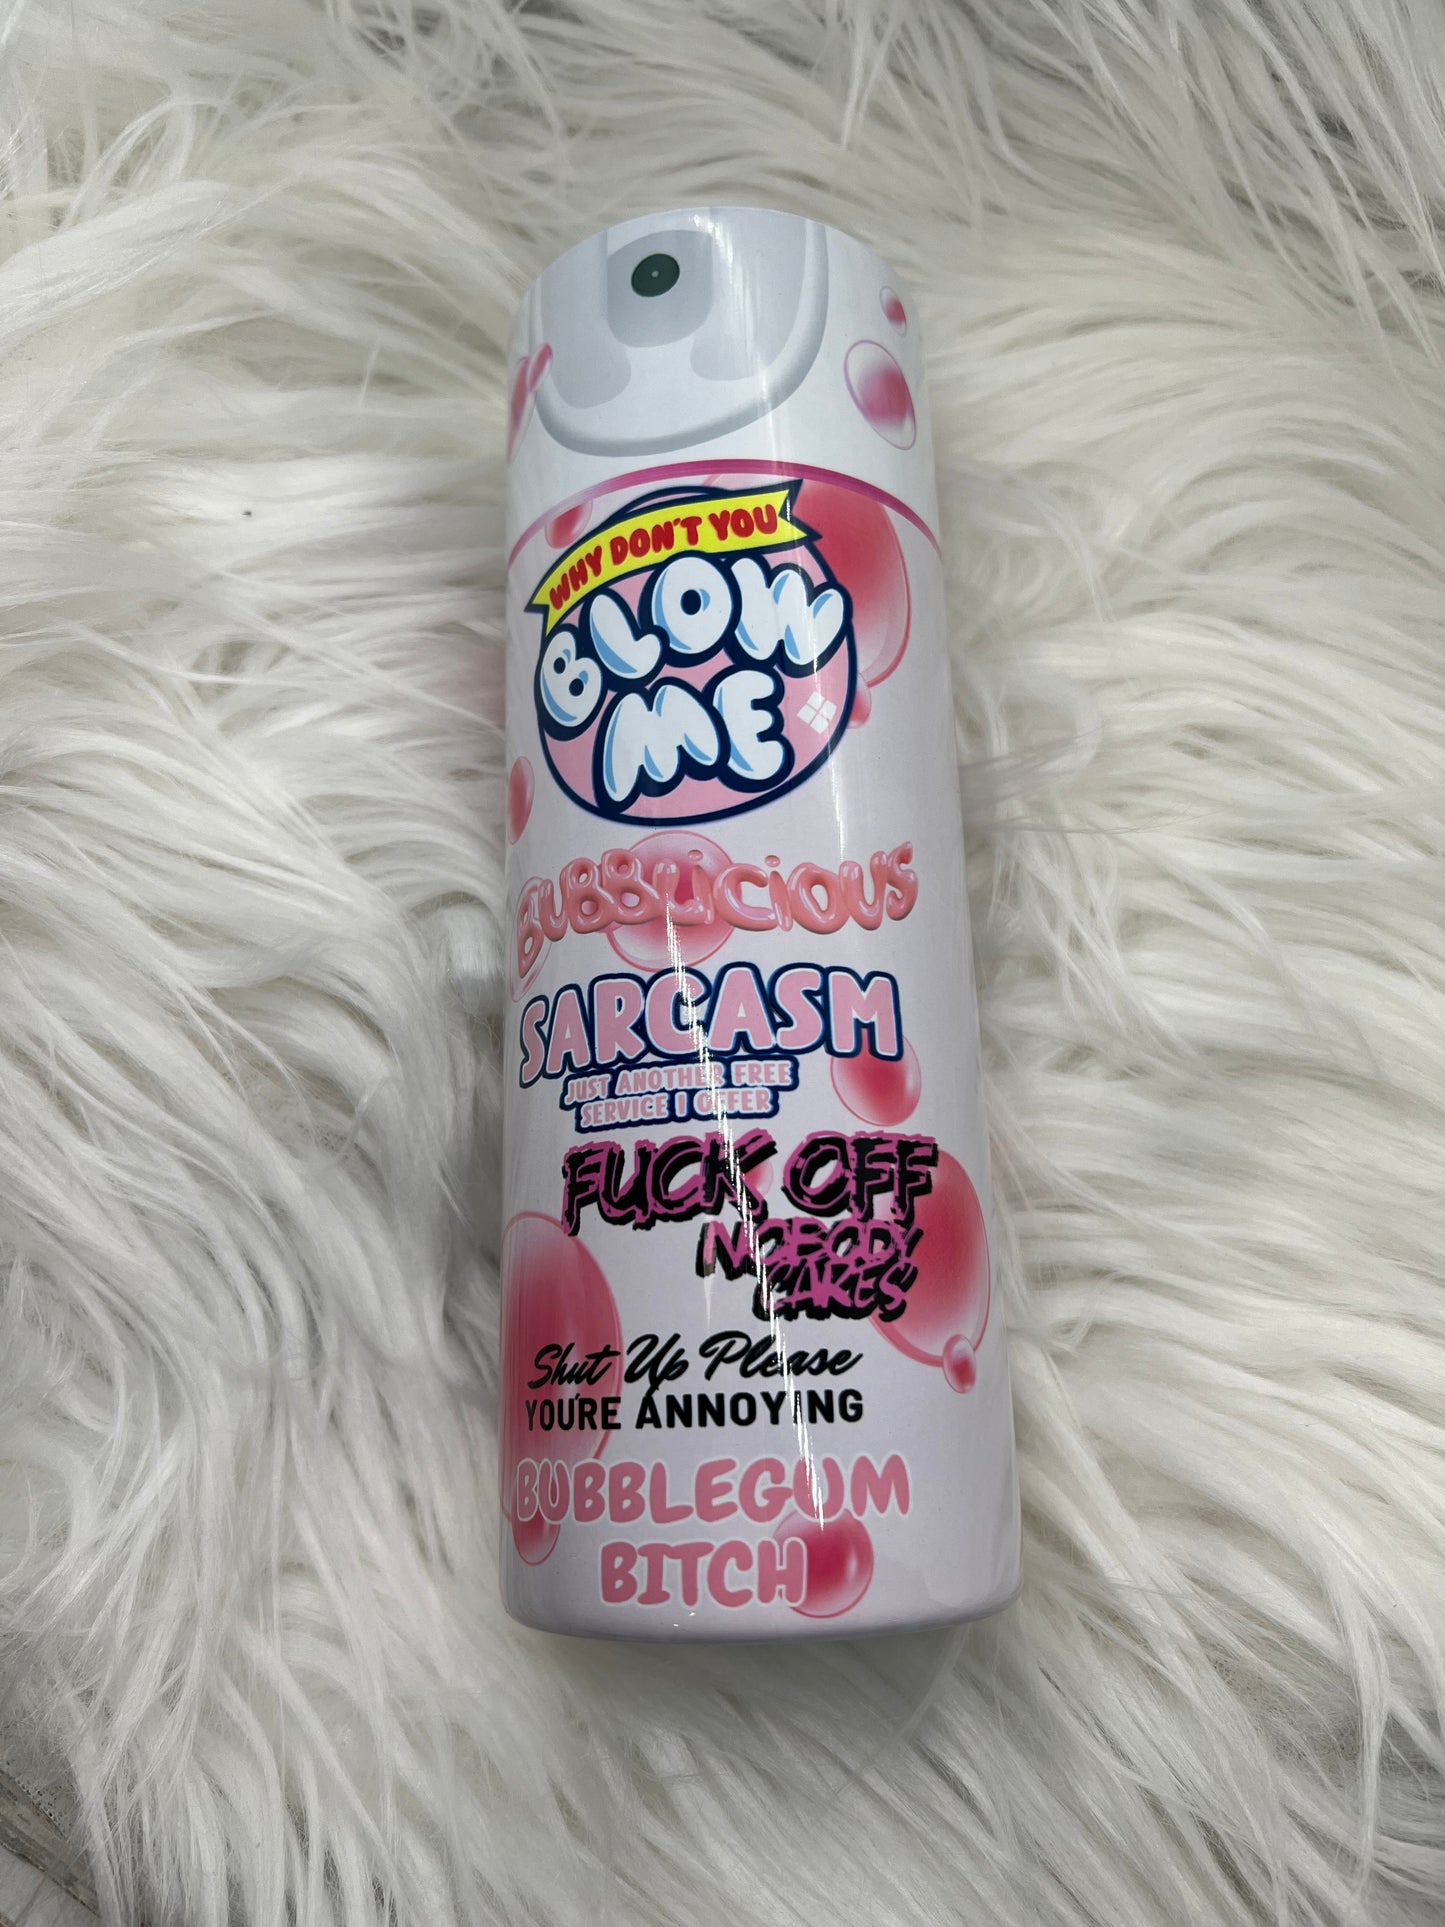 WHY DON'T YOU
BLOW
ME
BUBBLiCiOUS
SARCASM
JUST ANOTHER FREE
SERVICE I OFFER
FUCK OFF
NOBODY
CARES
Shut Up Please
YOU'RE ANNOYING
BUBBLEGUM
BITCH